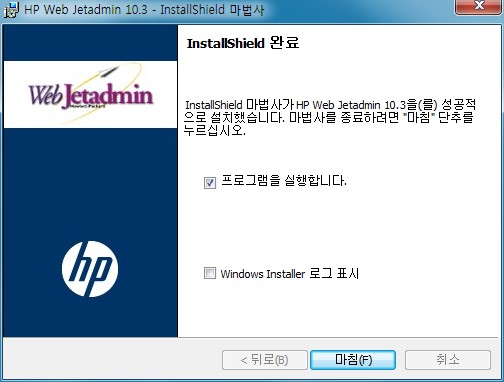 HP Web Jetadmin 10.3 - InstallShield 마법사
InstallShield 완료
Web Jetadmin
Hewlett-Packard
InstallShield 마법사가 HP Web Jetadmin 10.3을(를) 성공적
으로 설치했습니다. 마법사를 종료하려면 "마침" 단추를
누르십시오.
프로그램을 실행합니다.
hp
Windows Installer 로그 표시
< 뒤로(B)
마침(F)
취소